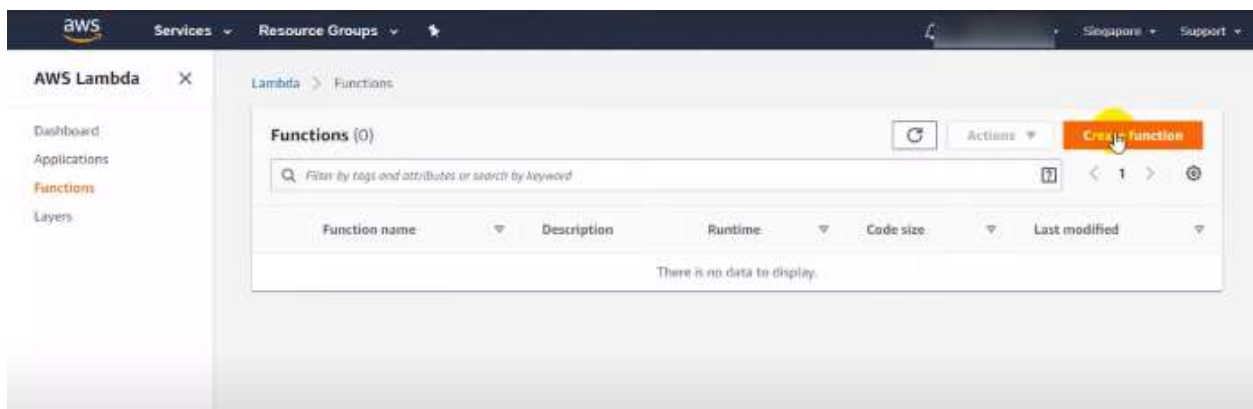 aws Services Resource Groups Singapore Support
AWS Lambda
Lambda > Functions
Dashboard
Applications
Functions
Layers
Functions (0)
Actions
Create function
Filter by tags and attributes or search by keyword
1
Function name Description Runtime Code size Last modified
There is no data to display.